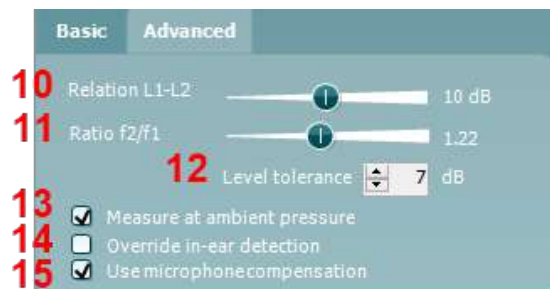 Basic Advanced
10 Relation L1-L2 10 dB
11 Ratio f2/f1 1.22
12 Level tolerance 7 dB
13 Measure at ambient pressure
14 Override in-ear detection
15 Use microphone compensation